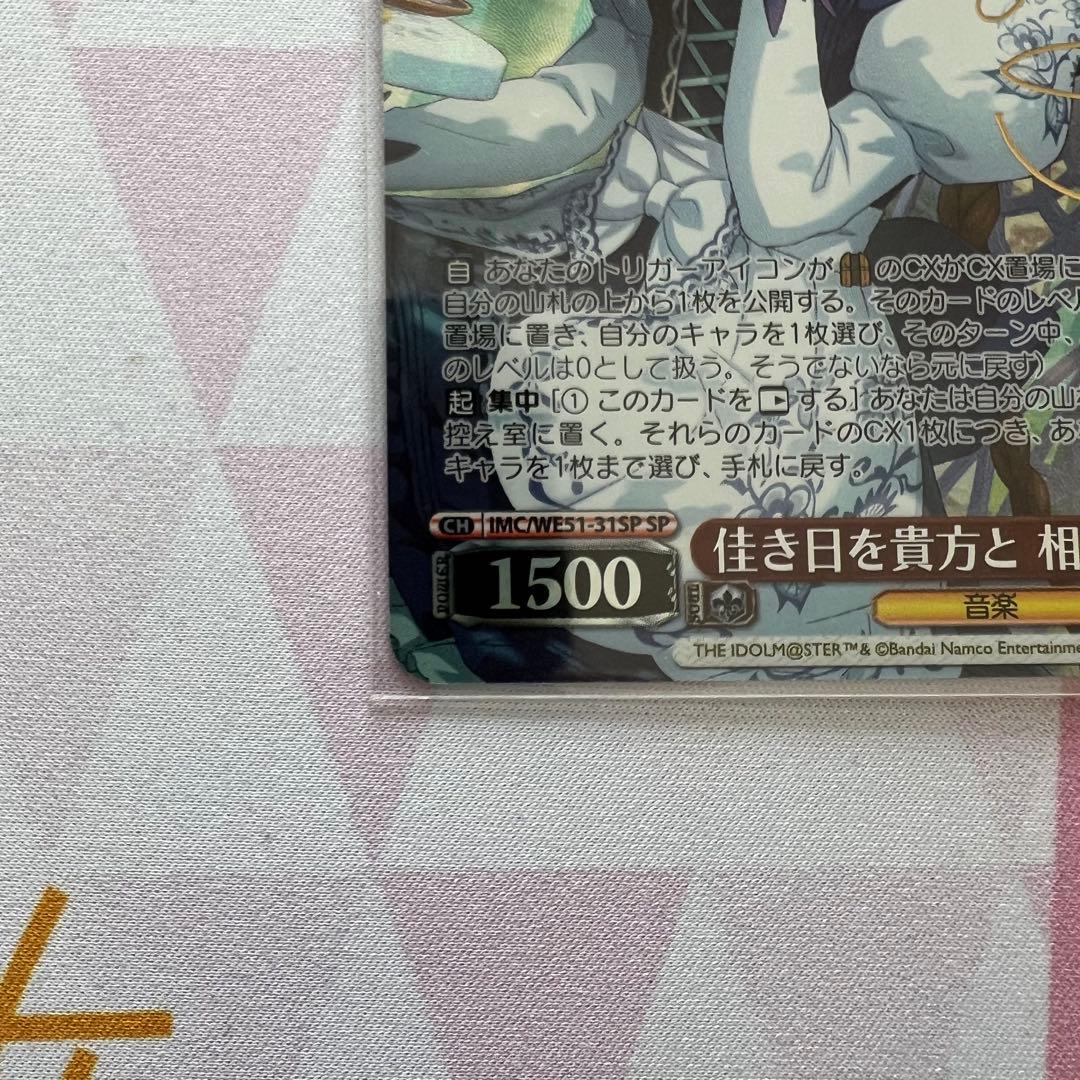 自 あなたのトリガーアイコンが のCXがCX置場に
自分の山札の上から1枚を公開する。そのカードのレベル
置場に置き、自分のキャラを1枚選び、そのターン中、
のレベルは0として扱う。そうでないなら元に戻す)
起 集中 [① このカードを する] あなたは自分の山札
控え室に置く。それらのカードのCX1枚につき、あ
キャラを1枚まで選び、手札に戻す。
CH IMC/WE51-31SP SP
佳き日を貴方と 相
POWER 1500
SOUL
音楽
THE IDOLM@STER™& ©Bandai Namco Entertainme